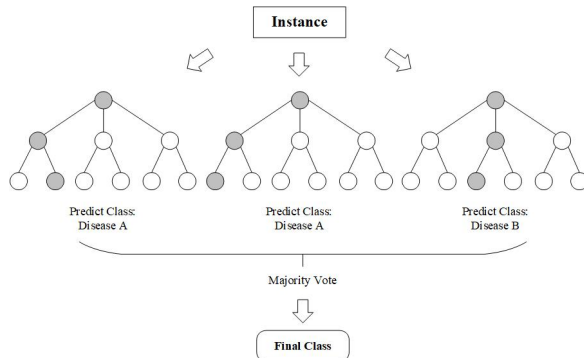 Instance
Predict Class:
Disease A
Predict Class:
Disease A
Predict Class:
Disease B
Majority Vote
Final Class